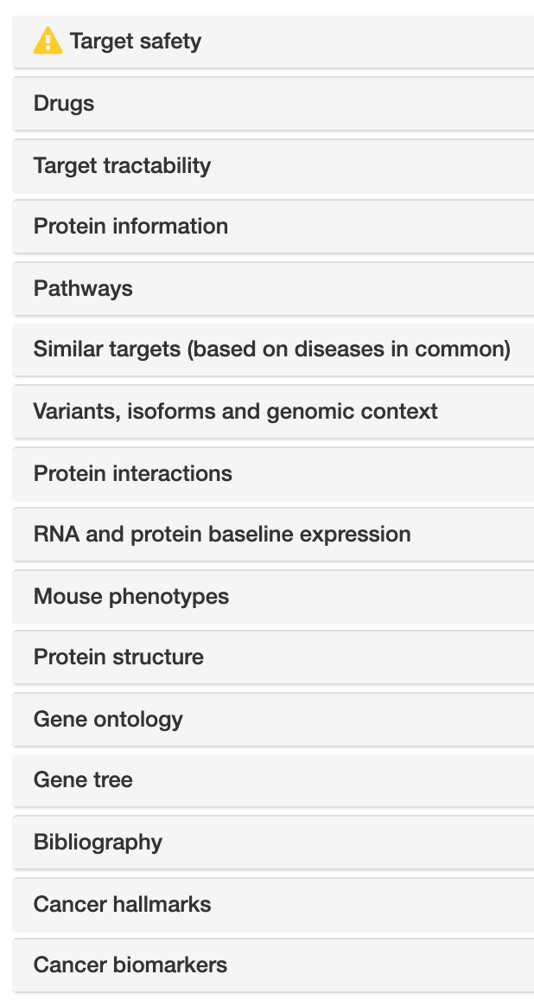 Target safety
Drugs
Target tractability
Protein information
Pathways
Similar targets (based on diseases in common)
Variants, isoforms and genomic context
Protein interactions
RNA and protein baseline expression
Mouse phenotypes
Protein structure
Gene ontology
Gene tree
Bibliography
Cancer hallmarks
Cancer biomarkers